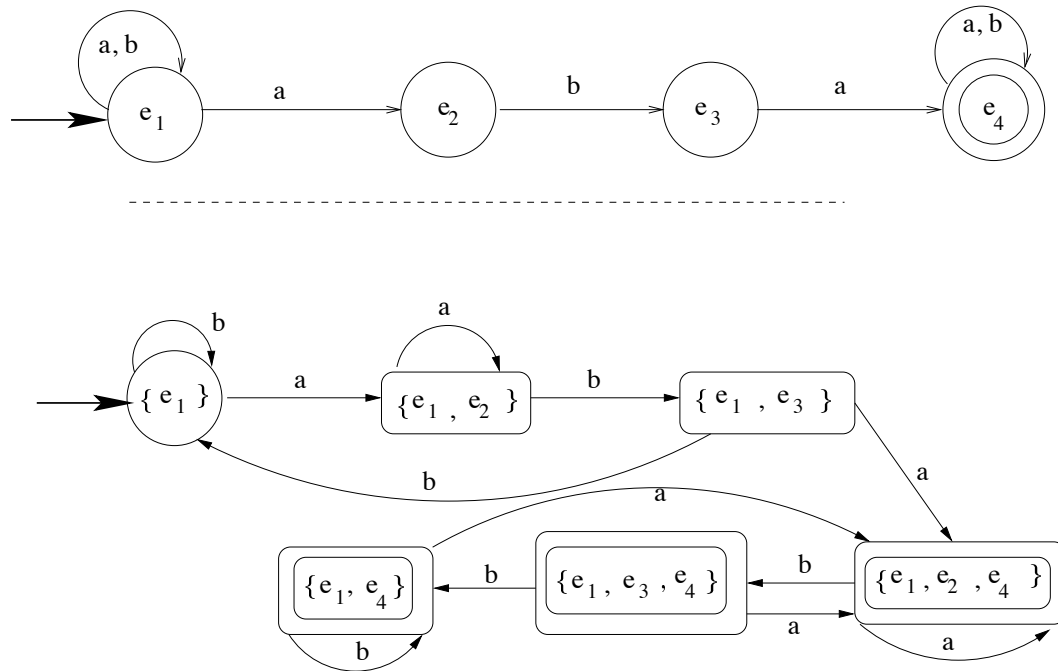 a, b
a, b
a
b
a
e1
e2
e3
e4
b
a
a
b
{ e1 }
{ e1 , e2 }
{ e1 , e3 }
b
a
a
{e1, e4}
b
{e1 , e3 , e4}
b
{e1, e2 , e4 }
a
b
a